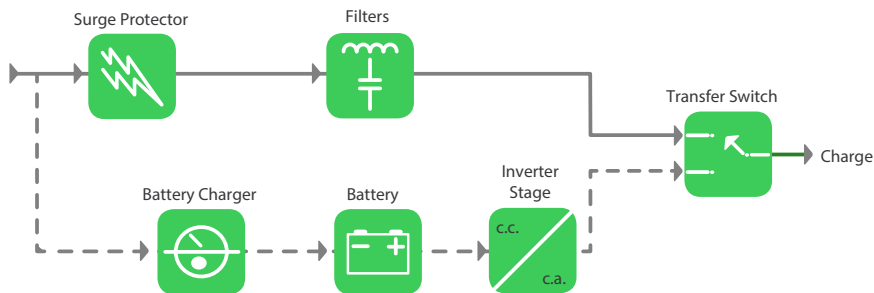 Surge Protector
Filters
Transfer Switch
Charge
Battery Charger
Battery
Inverter
Stage
c.c.
c.a.